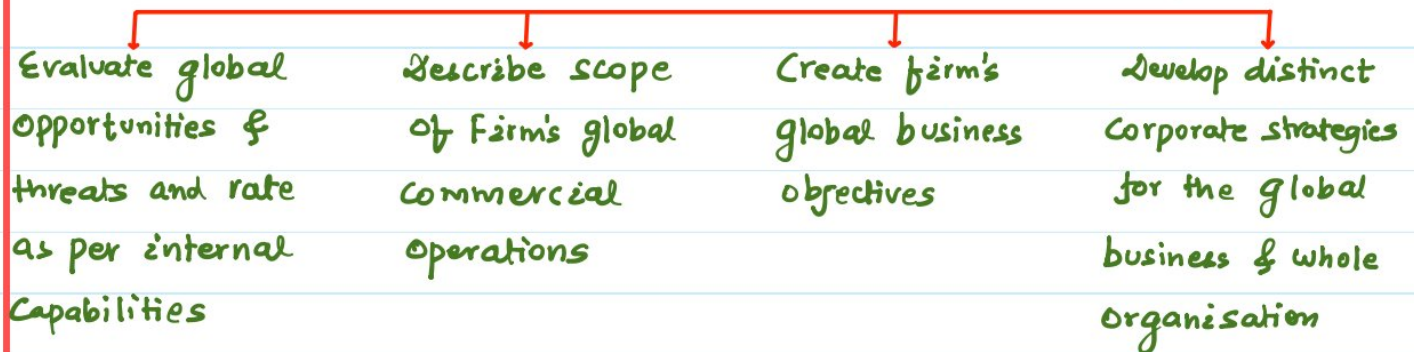 Evaluate global
Opportunities &
threats and rate
as per internal
Capabilities
Describe scope
Of Firm's global
Commercial
Operations
Create firm's
global business
objectives
Develop distinct
Corporate strategies
for the global
business & whole
Organisation